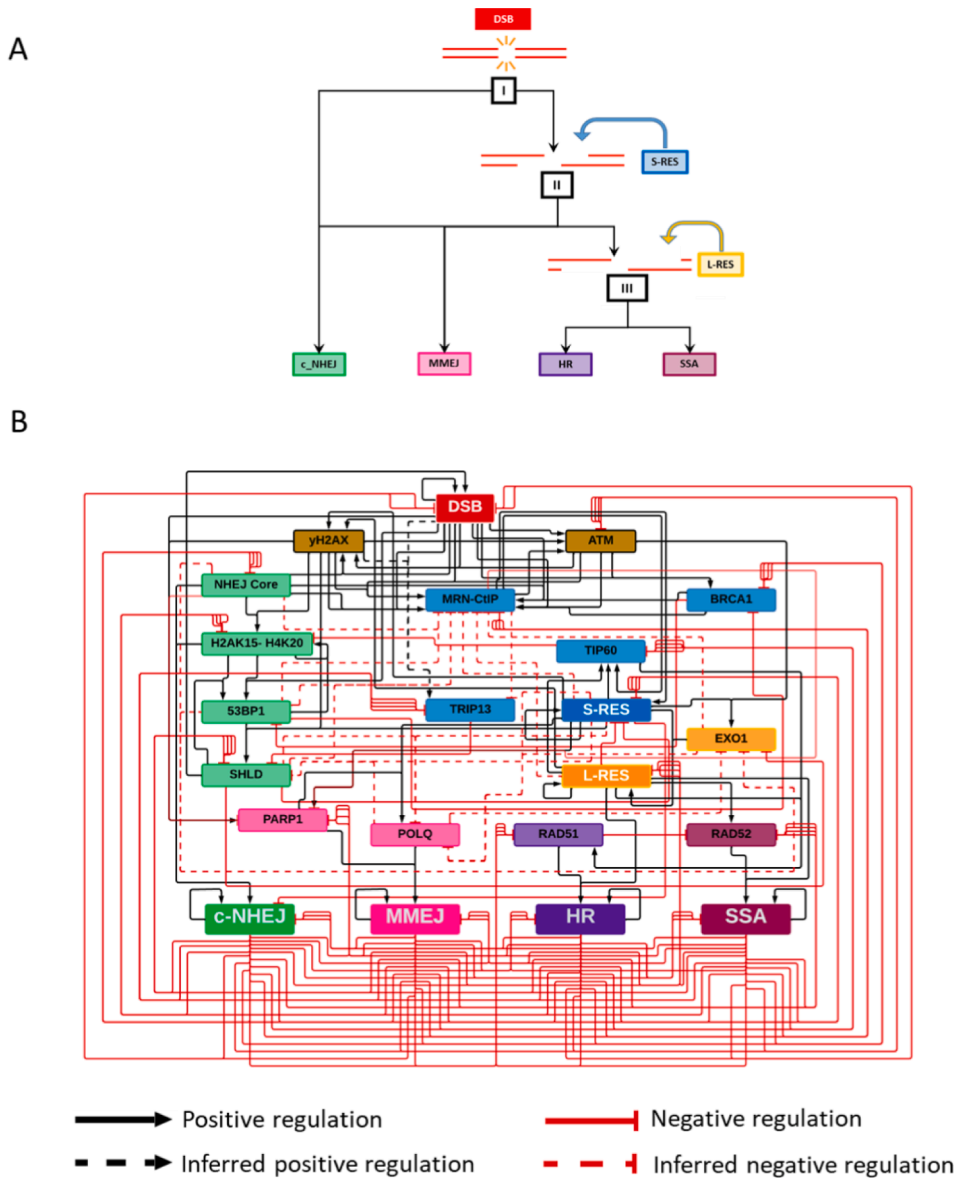 A
DSB
I
S-RES
II
L-RES
III
c_NHEJ
MMEJ
HR
SSA
B
DSB
yH2AX
ATM
NHEJ Core
MRN-CtIP
BRCA1
H2AK15- H4K20
TIP60
53BP1
TRIP13
S-RES
EXO1
SHLD
L-RES
PARP1
POLQ
RAD51
RAD52
c-NHEJ
MMEJ
HR
SSA
Positive regulation
Negative regulation
Inferred positive regulation
Inferred negative regulation